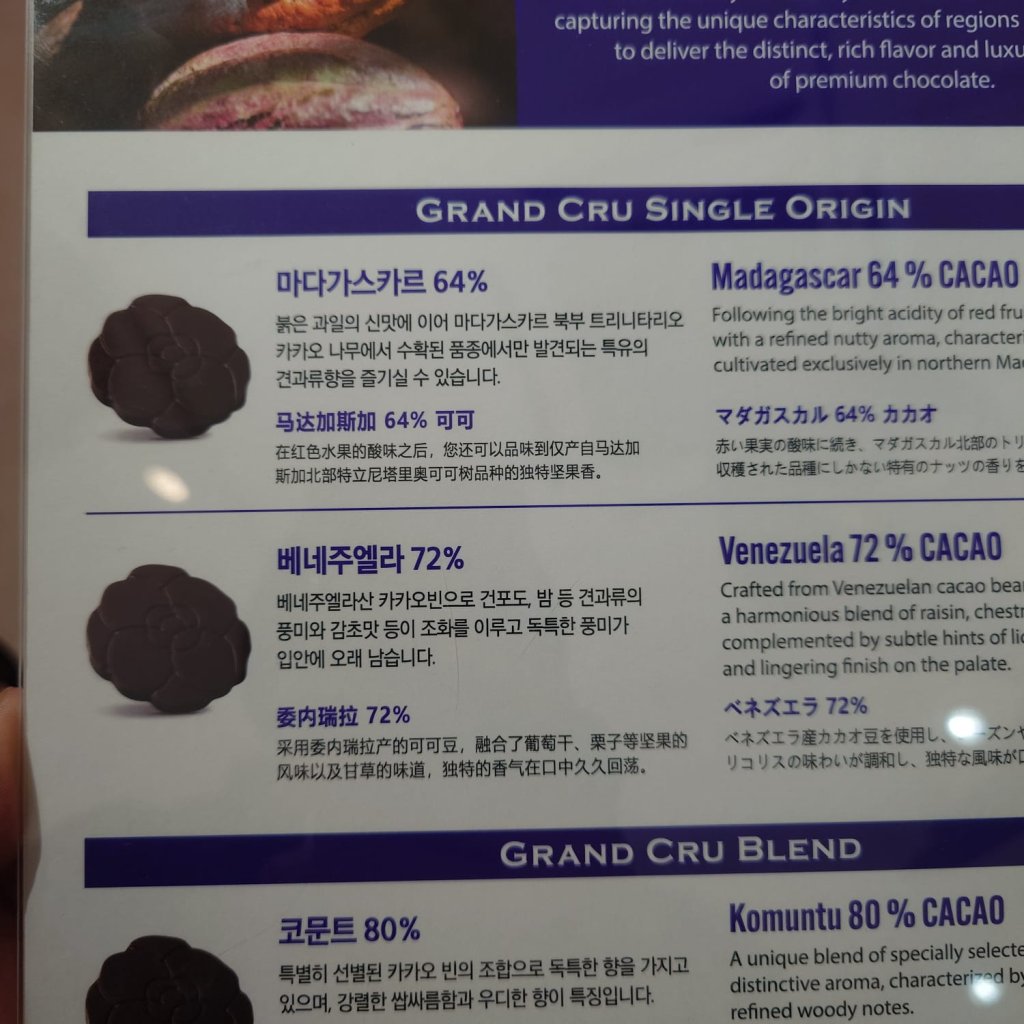 capturing the unique characteristics of regions
to deliver the distinct, rich flavor and
of premium chocolate.
GRAND CRU SINGLE ORIGIN
마다가스카르 64%
붉은 과일의 신맛에 이어 마다가스카르 북부 트리니타리오
카카오 나무에서 수확된 품종에서만 발견되는 특유의
견과류향을 즐기실 수 있습니다.
马达加斯加 64% 可可
在红色水果的酸味之后，您还可以品味到仅产自马达加
斯加北部特立尼塔里奥可可树品种的独特坚果香。
Madagascar 64 % CACAO
Following the bright acidity of red
with a refined nutty aroma,
cultivated exclusively in northern
マダガスカル 64% カカオ
赤い果実の酸味に続き、マダガスカル北部のトリ
収穫された品種にしかない特有のナッツの香りを
베네주엘라 72%
베네주엘라산 카카오빈으로 건포도, 밤 등 견과류의
풍미와 감초맛 등이 조화를 이루고 독특한 풍미가
입안에 오래 남습니다.
委内瑞拉 72%
采用委内瑞拉产的可可豆，融合了葡萄干、栗子等坚果的
风味以及甘草的味道，独特的香气在口中久久回荡。
Venezuela 72 % CACAO
Crafted from Venezuelan cacao
a harmonious blend of raisin,
complemented by subtle hints of
and lingering finish on the palate.
ベネズエラ 72%
ベネズエラ産カカオ豆を使用し、
リコリスの味わいが調和し、独特な風味が
GRAND CRU BLEND
코문트 80%
특별히 선별된 카카오 빈의 조합으로 독특한 향을 가지고
있으며, 강렬한 쌉싸름함과 우디한 향이 특징입니다.
Komuntu 80 % CACAO
A unique blend of specially
distinctive aroma, characterized by
refined woody notes.